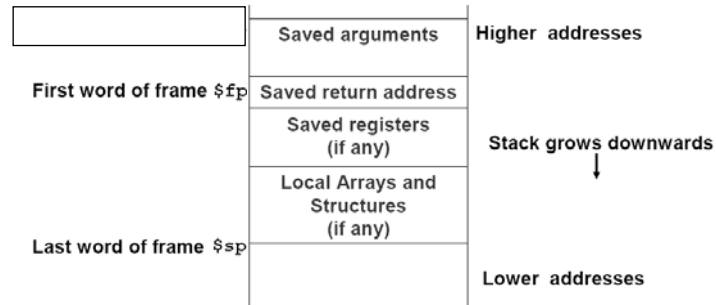 Saved arguments
Higher addresses
First word of frame $fp
Saved return address
Saved registers
(if any)
Stack grows downwards
Local Arrays and
Structures
(if any)
Last word of frame $sp
Lower addresses